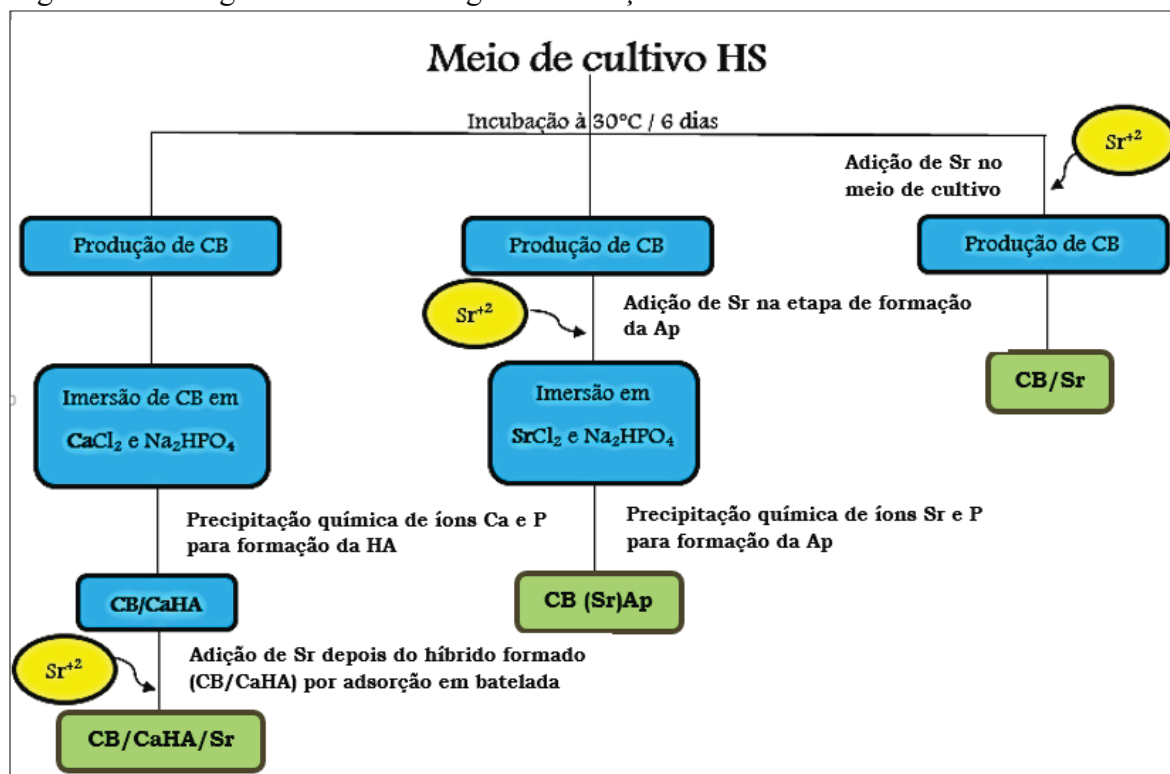 Meio de cultivo HS
Incubação à 30°C / 6 dias
Sr⁺²
Adição de Sr no
meio de cultivo
Produção de CB
Produção de CB
Produção de CB
Sr⁺²
Adição de Sr na etapa de formação
da Ap
CB/Sr
Imersão de CB em
CaCl₂ e Na₂HPO₄
Imersão em
SrCl₂ e Na₂HPO₄
Precipitação química de íons Ca e P
para formação da HA
Precipitação química de íons Sr e P
para formação da Ap
CB/CaHA
CB (Sr)Ap
Sr⁺²
Adição de Sr depois do híbrido formado
(CB/CaHA) por adsorção em batelada
CB/CaHA/Sr